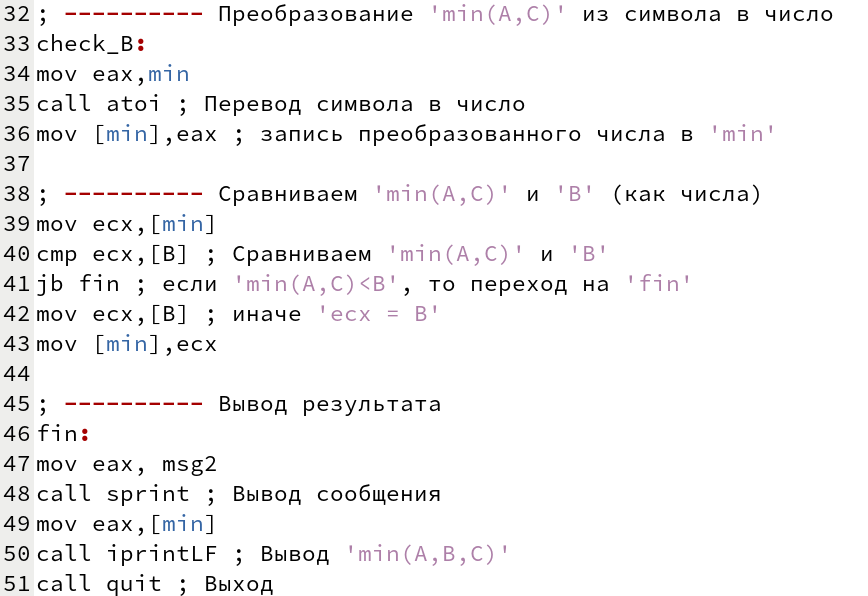 32 ; ---------- Преобразование 'min(A,C)' из символа в число
33 check_B:
34 mov eax,min
35 call atoi ; Перевод символа в число
36 mov [min],eax ; запись преобразованного числа в 'min'
37
38 ; ---------- Сравниваем 'min(A,C)' и 'B' (как числа)
39 mov ecx,[min]
40 cmp ecx,[B] ; Сравниваем 'min(A,C)' и 'B'
41 jb fin ; если 'min(A,C)<B', то переход на 'fin'
42 mov ecx,[B] ; иначе 'ecx = B'
43 mov [min],ecx
44
45 ; ---------- Вывод результата
46 fin:
47 mov eax, msg2
48 call sprint ; Вывод сообщения
49 mov eax,[min]
50 call iprintLF ; Вывод 'min(A,B,C)'
51 call quit ; Выход